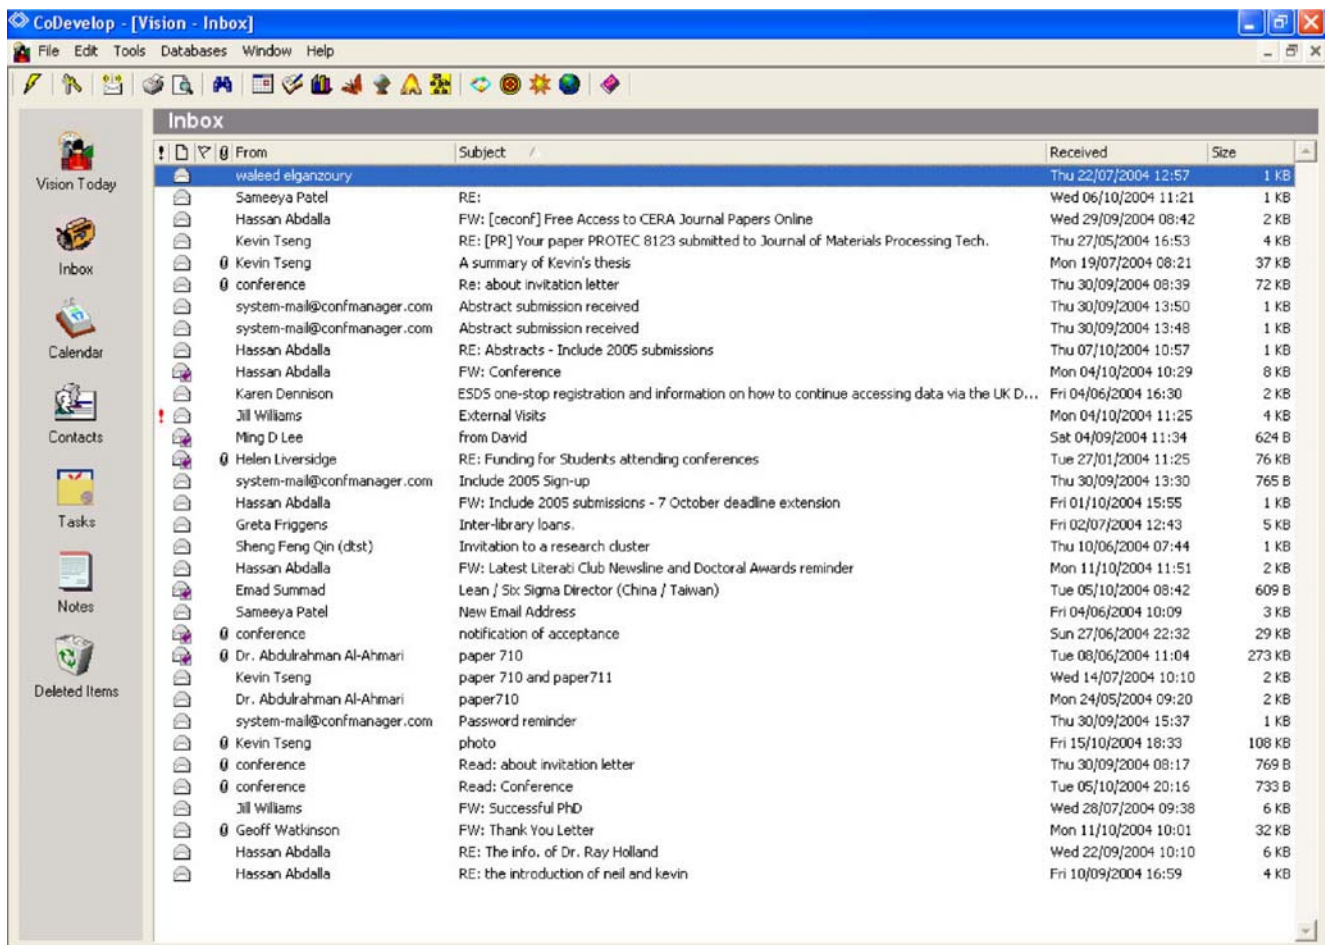 CoDevelop - [Vision - Inbox]
File Edit Tools Databases Window Help
Inbox
From Subject Received Size
waleed elganzoury Thu 22/07/2004 12:57 1 KB
Sameeya Patel RE: Wed 06/10/2004 11:21 1 KB
Hassan Abdalla FW: [ceconf] Free Access to CERA Journal Papers Online Wed 29/09/2004 08:42 2 KB
Kevin Tseng RE: [PR] Your paper PROTEC 8123 submitted to Journal of Materials Processing Tech. Thu 27/05/2004 16:53 4 KB
Kevin Tseng A summary of Kevin's thesis Mon 19/07/2004 08:21 37 KB
conference Re: about invitation letter Thu 30/09/2004 08:39 72 KB
system-mail@confmanager.com Abstract submission received Thu 30/09/2004 13:50 1 KB
system-mail@confmanager.com Abstract submission received Thu 30/09/2004 13:48 1 KB
Hassan Abdalla RE: Abstracts - Include 2005 submissions Thu 07/10/2004 10:57 1 KB
Hassan Abdalla FW: Conference Mon 04/10/2004 10:29 8 KB
Karen Dennison ESDS one-stop registration and information on how to continue accessing data via the UK D... Fri 04/06/2004 16:30 2 KB
Jill Williams External Visits Mon 04/10/2004 11:25 4 KB
Ming D Lee from David Sat 04/09/2004 11:34 624 B
Helen Liversidge RE: Funding for Students attending conferences Tue 27/01/2004 11:25 76 KB
system-mail@confmanager.com Include 2005 Sign-up Thu 30/09/2004 13:30 765 B
Hassan Abdalla FW: Include 2005 submissions - 7 October deadline extension Fri 01/10/2004 15:55 1 KB
Greta Friggens Inter-library loans. Fri 02/07/2004 12:43 5 KB
Sheng Feng Qin (dtst) Invitation to a research cluster Thu 10/06/2004 07:44 1 KB
Hassan Abdalla FW: Latest Literati Club Newsline and Doctoral Awards reminder Mon 11/10/2004 11:51 2 KB
Emad Summad Lean / Six Sigma Director (China / Taiwan) Tue 05/10/2004 08:42 609 B
Sameeya Patel New Email Address Fri 04/06/2004 10:09 3 KB
conference notification of acceptance Sun 27/06/2004 22:32 29 KB
Dr. Abdulrahman Al-Ahmari paper 710 Tue 08/06/2004 11:04 273 KB
Kevin Tseng paper 710 and paper711 Wed 14/07/2004 10:10 2 KB
Dr. Abdulrahman Al-Ahmari paper710 Mon 24/05/2004 09:20 2 KB
system-mail@confmanager.com Password reminder Thu 30/09/2004 15:37 1 KB
Kevin Tseng photo Fri 15/10/2004 18:33 108 KB
conference Read: about invitation letter Thu 30/09/2004 08:17 769 B
conference Read: Conference Tue 05/10/2004 20:16 733 B
Jill Williams FW: Successful PhD Wed 28/07/2004 09:38 6 KB
Geoff Watkinson FW: Thank You Letter Mon 11/10/2004 10:01 32 KB
Hassan Abdalla RE: The info. of Dr. Ray Holland Wed 22/09/2004 10:10 6 KB
Hassan Abdalla RE: the introduction of neil and kevin Fri 10/09/2004 16:59 4 KB
Vision Today
Inbox
Calendar
Contacts
Tasks
Notes
Deleted Items